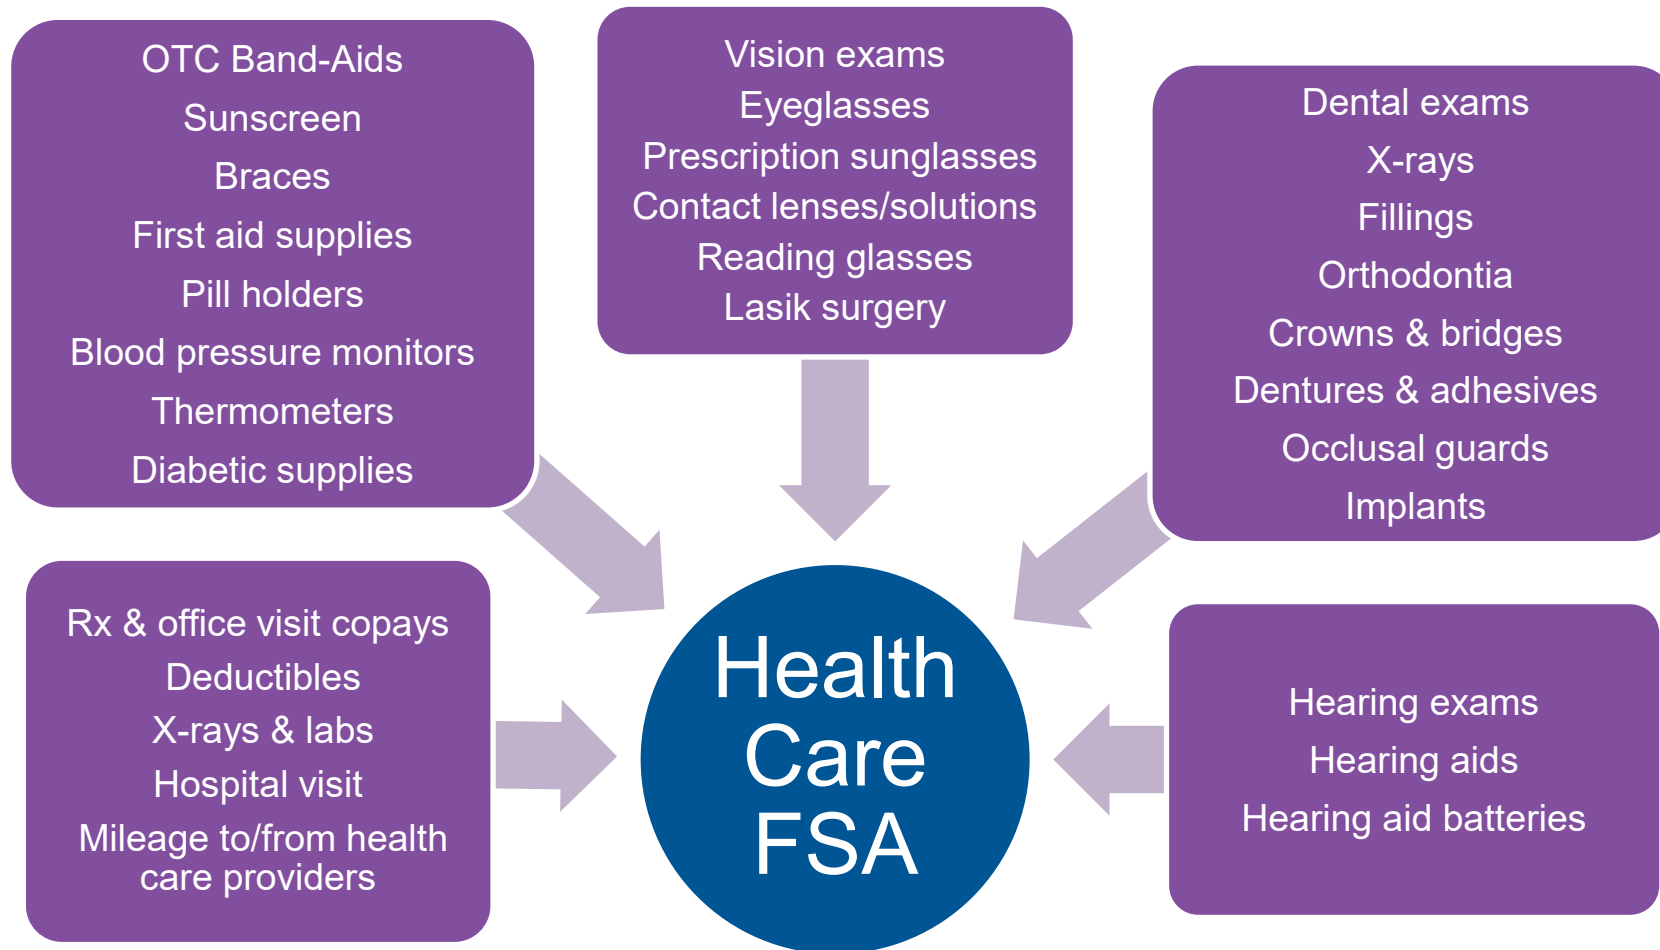 OTC Band-Aids
Sunscreen
Braces
First aid supplies
Pill holders
Blood pressure monitors
Thermometers
Diabetic supplies
Vision exams
Eyeglasses
Prescription sunglasses
Contact lenses/solutions
Reading glasses
Lasik surgery
Dental exams
X-rays
Fillings
Orthodontia
Crowns & bridges
Dentures & adhesives
Occlusal guards
Implants
Rx & office visit copays
Deductibles
X-rays & labs
Hospital visit
Mileage to/from health
care providers
Health
Care
FSA
Hearing exams
Hearing aids
Hearing aid batteries